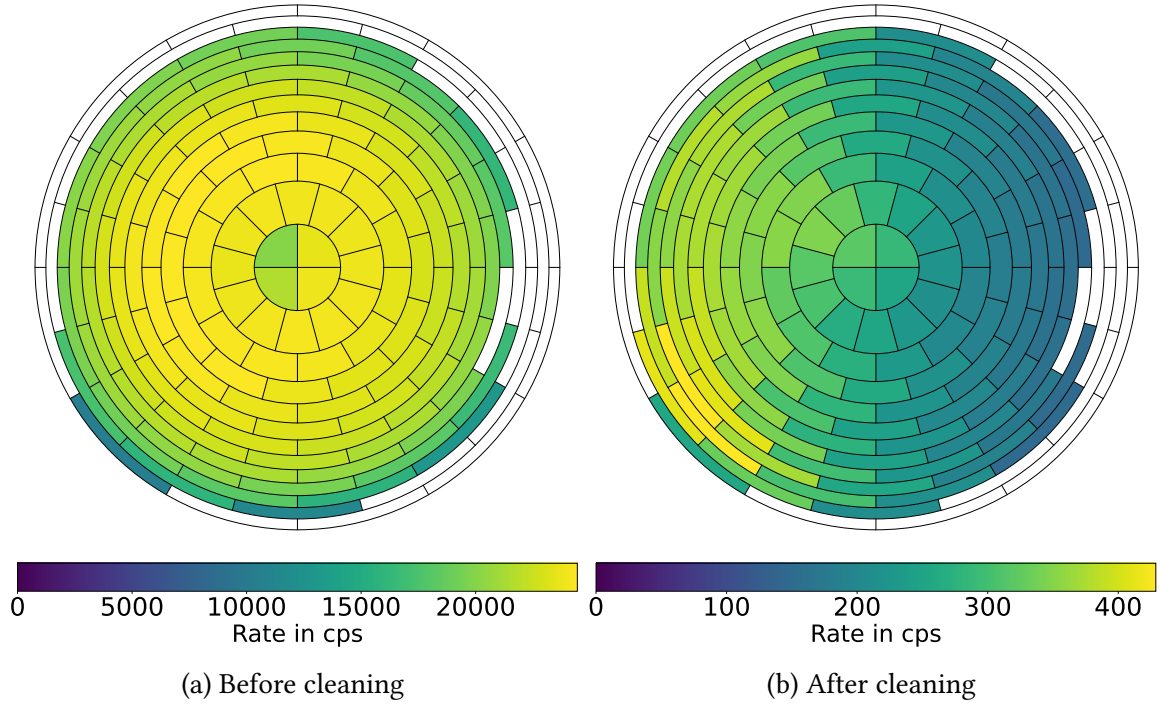 0 5000 10000 15000 20000
Rate in cps
(a) Before cleaning
0 100 200 300 400
Rate in cps
(b) After cleaning